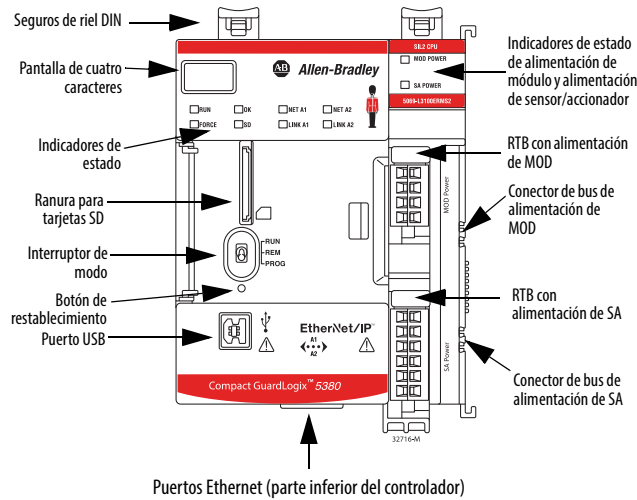 Seguros de riel DIN
Pantalla de cuatro
caracteres
Indicadores de
estado
Ranura para
tarjetas SD
Interruptor de
modo
Botón de
restablecimiento
Puerto USB
AB Allen-Bradley
RUN OK NET A1 NET A2
FORCE SD LINK A1 LINK A2
RUN
REM
PROG
EtherNet/IP™
A1
A2
Compact GuardLogix™ 5380
SIL2 CPU
MOD POWER
SA POWER
5069-L3100ERMS2
MOD Power
SA Power
32716-M
Indicadores de estado
de alimentación de
módulo y alimentación
de sensor/accionador
RTB con alimentación
de MOD
Conector de bus de
alimentación de
MOD
RTB con
alimentación de SA
Conector de bus de
alimentación de SA
Puertos Ethernet (parte inferior del controlador)